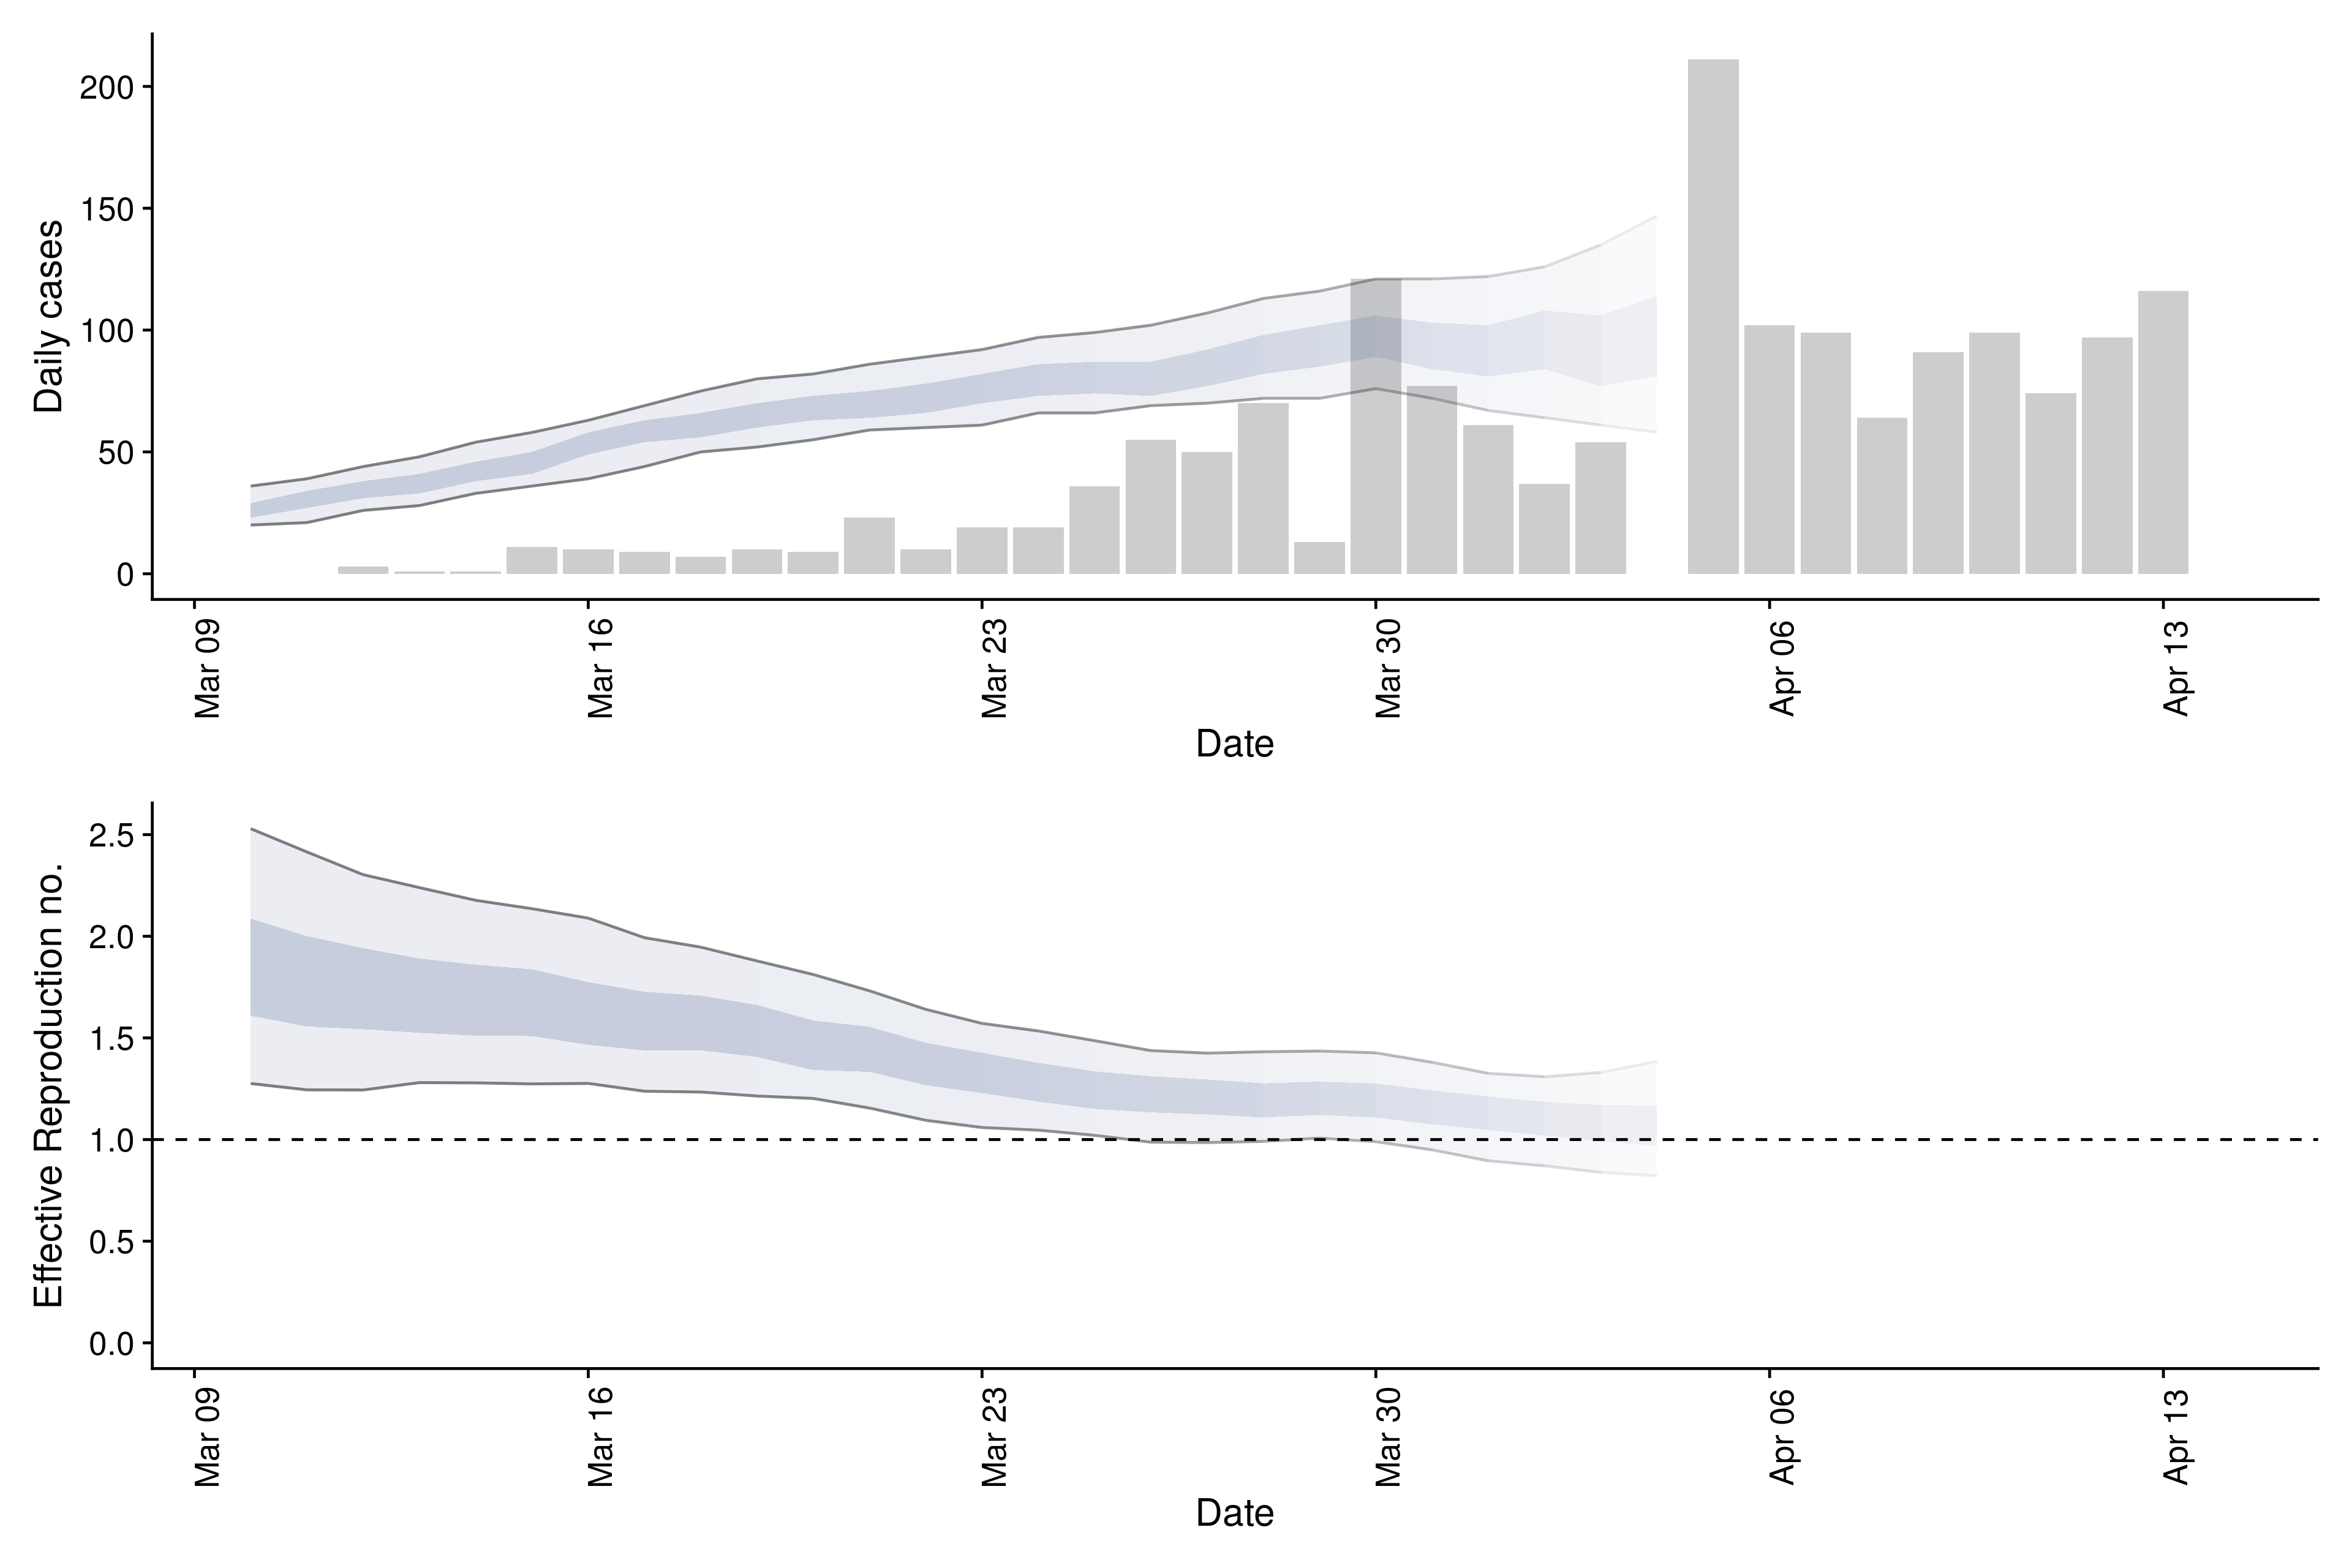 Daily cases
200
150
100
50
0
Mar 09
Mar 16
Mar 23
Mar 30
Apr 06
Apr 13
Date
Effective Reproduction no.
2.5
2.0
1.5
1.0
0.5
0.0
Mar 09
Mar 16
Mar 23
Mar 30
Apr 06
Apr 13
Date